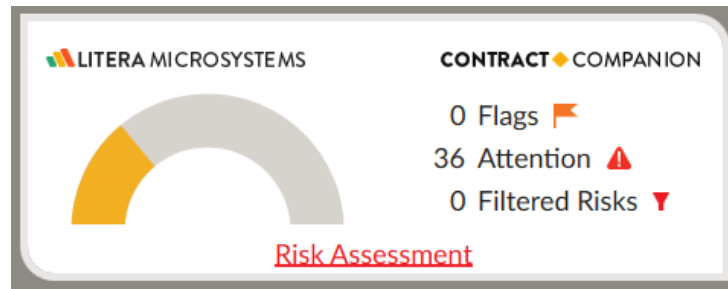 LITERA MICROSYSTEMS
CONTRACT COMPANION
0 Flags
36 Attention
0 Filtered Risks
Risk Assessment